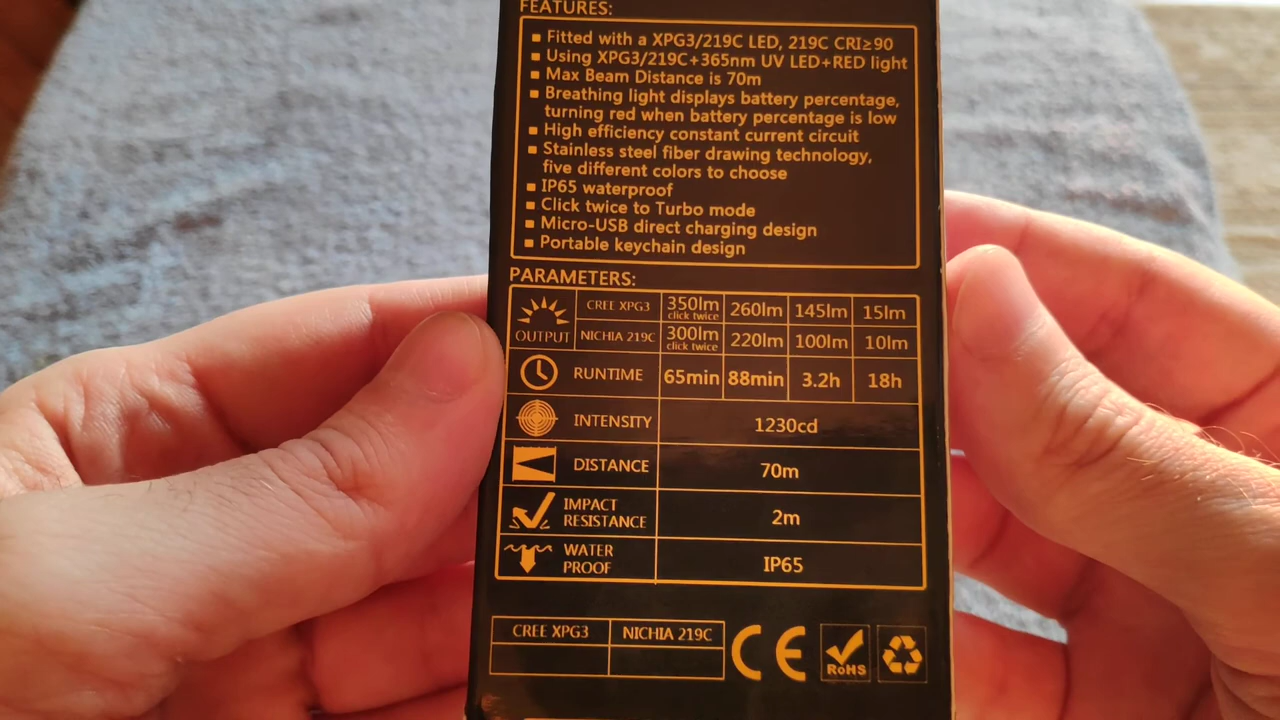 FEATURES:
▪ Fitted with a XPG3/219C LED, 219C CRI≥90
▪ Using XPG3/219C+365nm UV LED+RED light
▪ Max Beam Distance is 70m
▪ Breathing light displays battery percentage,
turning red when battery percentage is low
▪ High efficiency constant current circuit
▪ Stainless steel fiber drawing technology,
five different colors to choose
▪ IP65 waterproof
▪ Click twice to Turbo mode
▪ Micro-USB direct charging design
▪ Portable keychain design
PARAMETERS:
OUTPUT
CREE XPG3 350lm click twice 260lm 145lm 15lm
NICHIA 219C 300lm click twice 220lm 100lm 10lm
RUNTIME 65min 88min 3.2h 18h
INTENSITY 1230cd
DISTANCE 70m
IMPACT RESISTANCE 2m
WATER PROOF IP65
CREE XPG3 NICHIA 219C
CE
RoHS